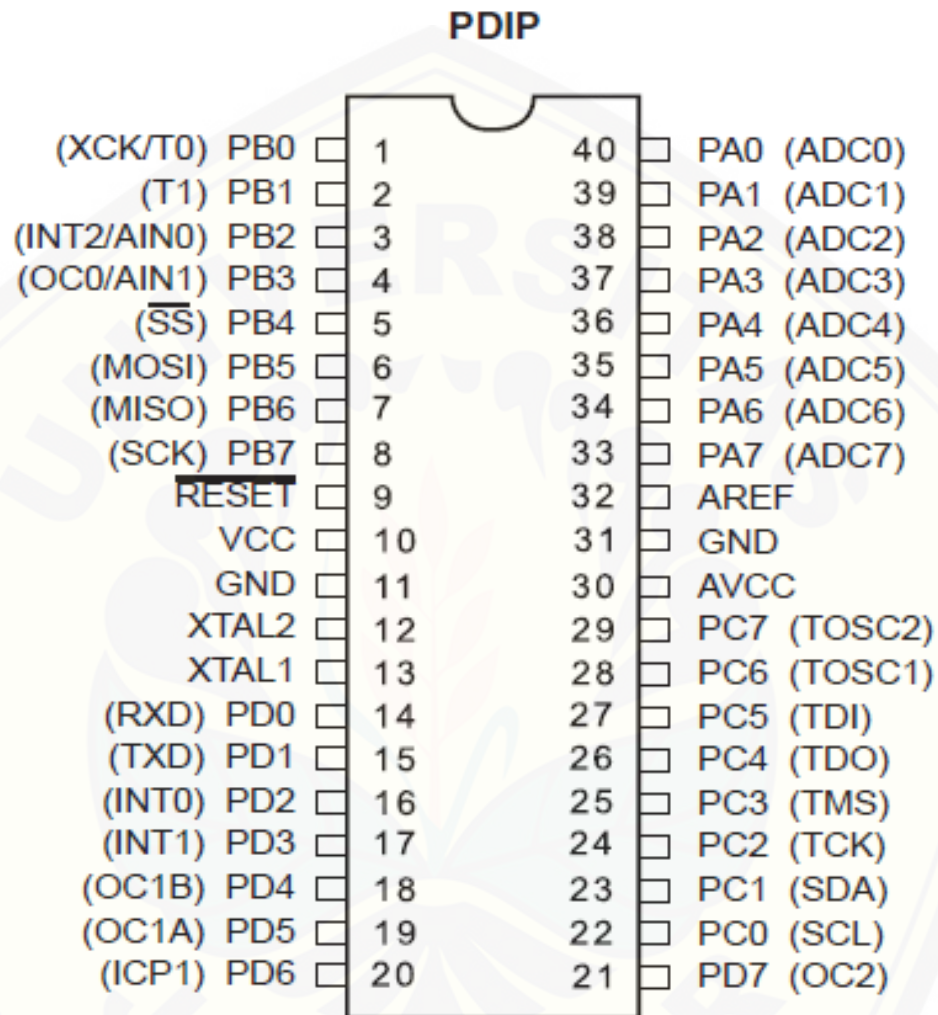 PDIP
(XCK/T0) PB0 1 40 PA0 (ADC0)
(T1) PB1 2 39 PA1 (ADC1)
(INT2/AIN0) PB2 3 38 PA2 (ADC2)
(OC0/AIN1) PB3 4 37 PA3 (ADC3)
(SS) PB4 5 36 PA4 (ADC4)
(MOSI) PB5 6 35 PA5 (ADC5)
(MISO) PB6 7 34 PA6 (ADC6)
(SCK) PB7 8 33 PA7 (ADC7)
RESET 9 32 AREF
VCC 10 31 GND
GND 11 30 AVCC
XTAL2 12 29 PC7 (TOSC2)
XTAL1 13 28 PC6 (TOSC1)
(RXD) PD0 14 27 PC5 (TDI)
(TXD) PD1 15 26 PC4 (TDO)
(INT0) PD2 16 25 PC3 (TMS)
(INT1) PD3 17 24 PC2 (TCK)
(OC1B) PD4 18 23 PC1 (SDA)
(OC1A) PD5 19 22 PC0 (SCL)
(ICP1) PD6 20 21 PD7 (OC2)
UNIVERSITAS